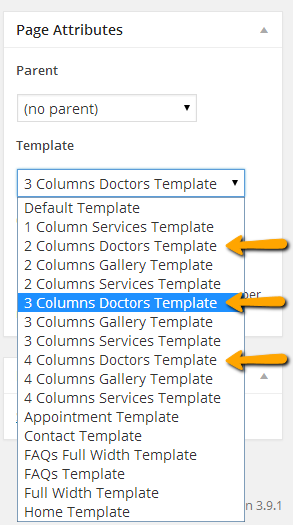 Page Attributes
Parent
(no parent)
Template
3 Columns Doctors Template
Default Template
1 Column Services Template
2 Columns Doctors Template
2 Columns Gallery Template
2 Columns Services Template
3 Columns Doctors Template
3 Columns Gallery Template
3 Columns Services Template
4 Columns Doctors Template
4 Columns Gallery Template
4 Columns Services Template
Appointment Template
Contact Template
FAQs Full Width Template
FAQs Template
Full Width Template
Home Template
3.9.1